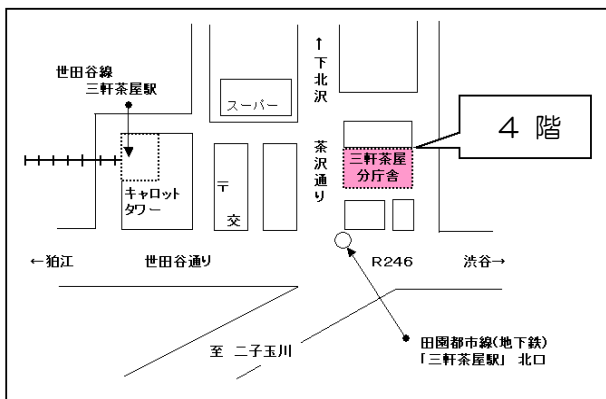 世田谷線
三軒茶屋駅
↑下北沢
スーパー
4階
茶沢通り
三軒茶屋
分庁舎
キャロット
タワー
〒
交
←狛江
世田谷通り
R246
渋谷→
至 二子玉川
田園都市線(地下鉄)
「三軒茶屋駅」 北口